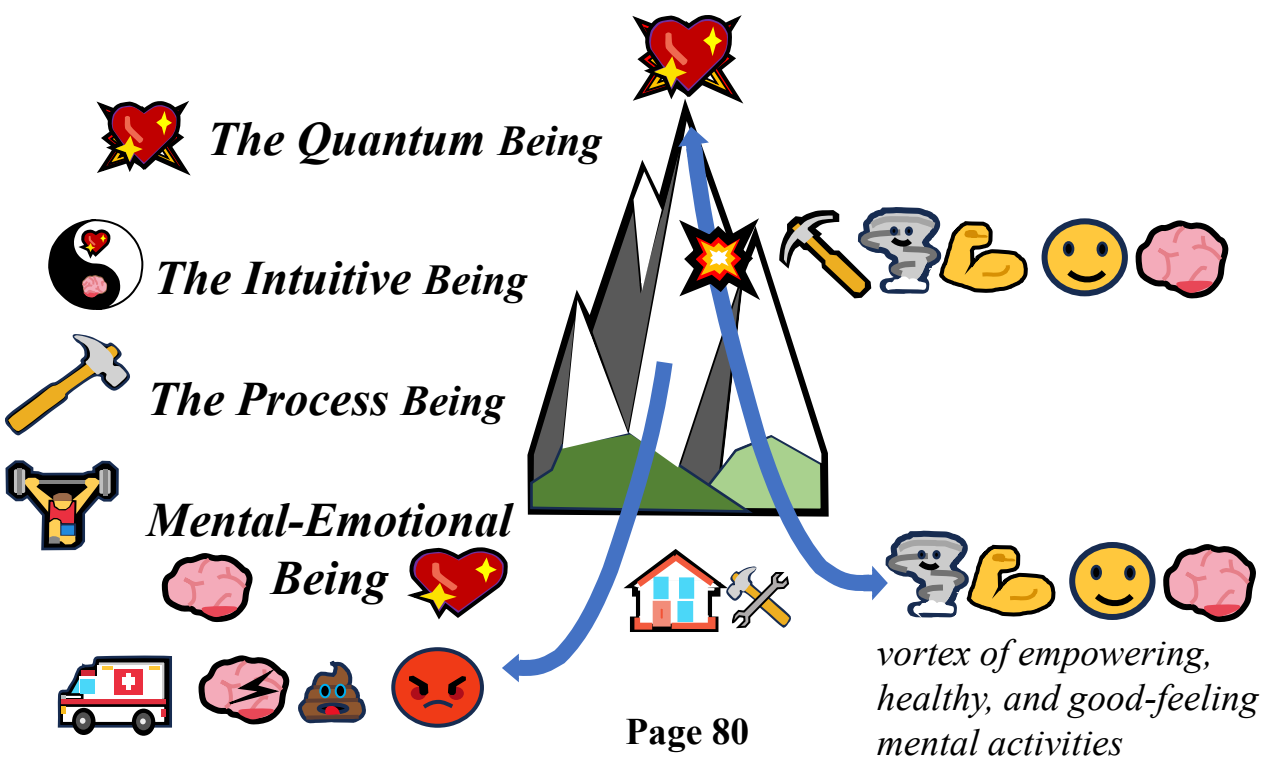 The Quantum Being
The Intuitive Being
The Process Being
Mental-Emotional
Being
vortex of empowering,
healthy, and good-feeling
mental activities
Page 80